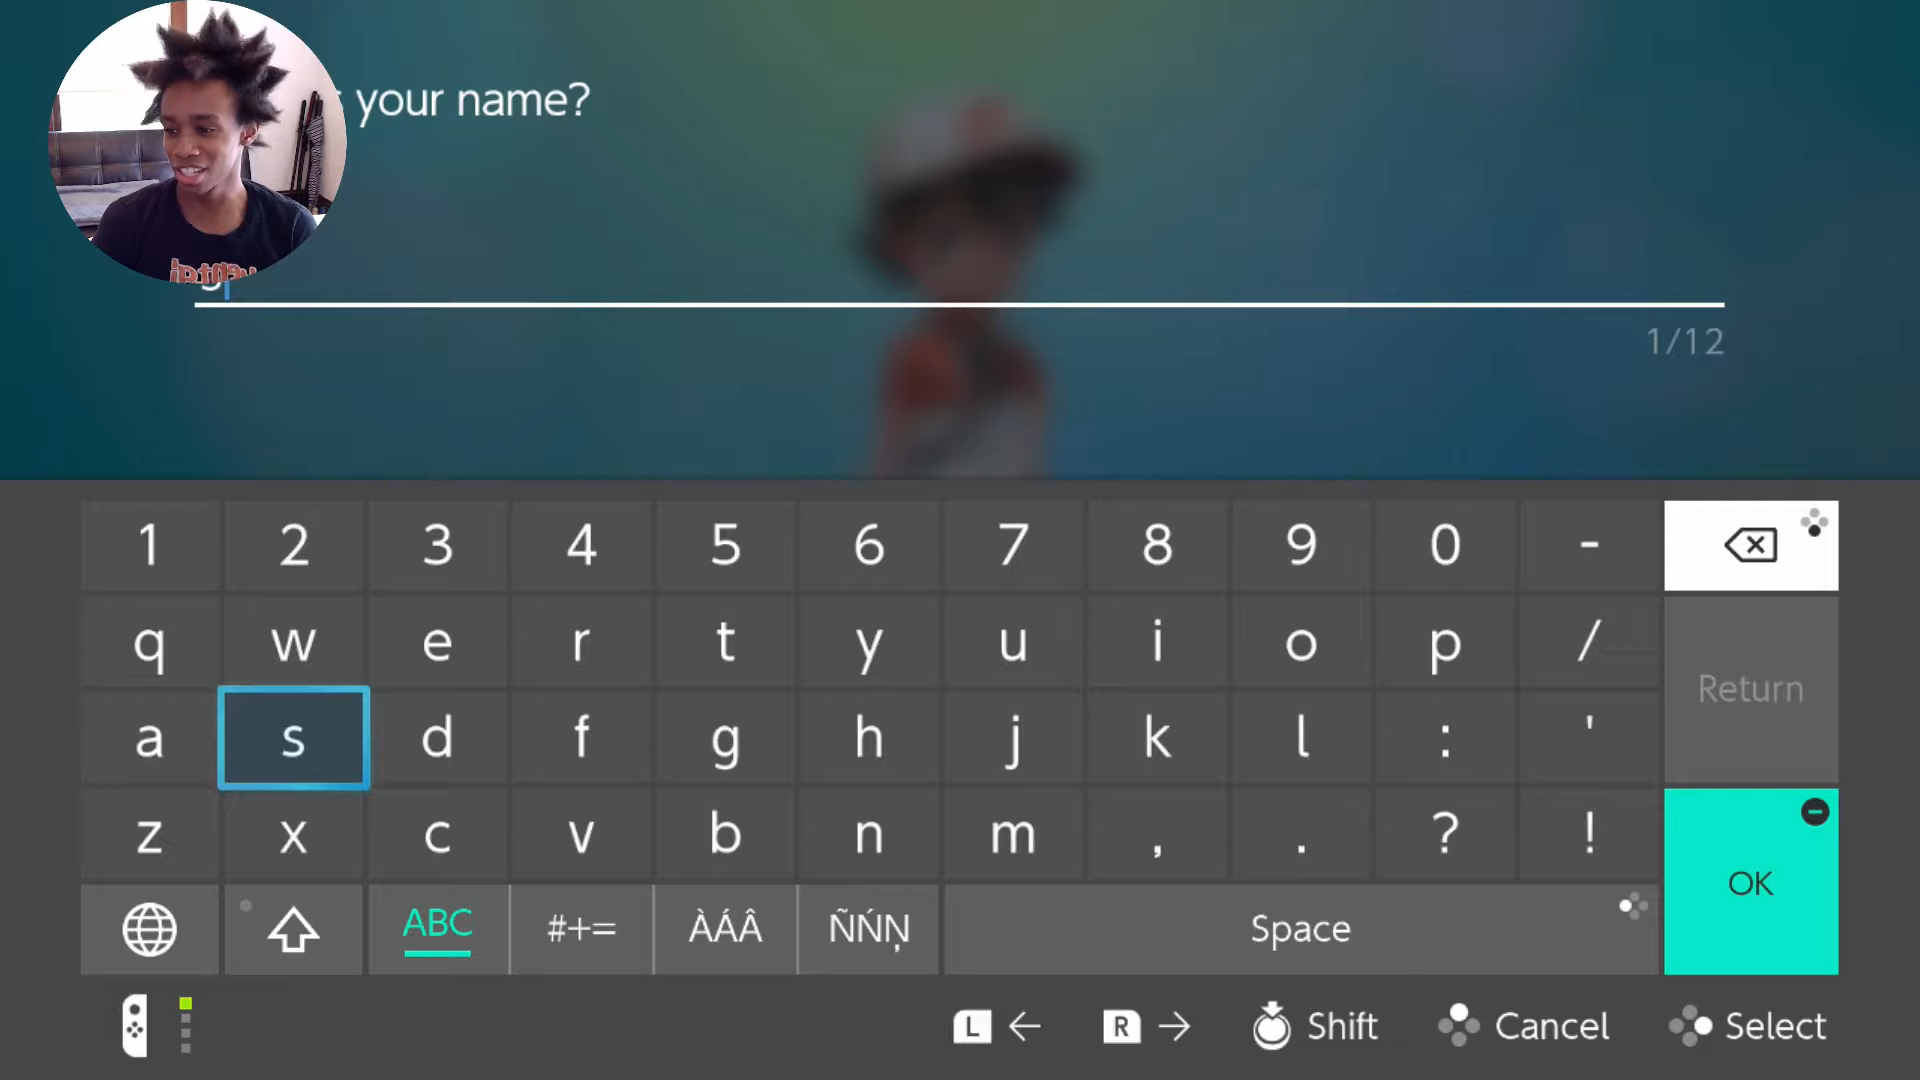 your name?
g
1/12
1 2 3 4 5 6 7 8 9 0 -
q w e r t y u i o p /
Return
a s d f g h j k l : '
z x c v b n m , . ? !
OK
ABC #+= ÀÁÂ ÑŃŅ Space
L ← R → Shift Cancel Select